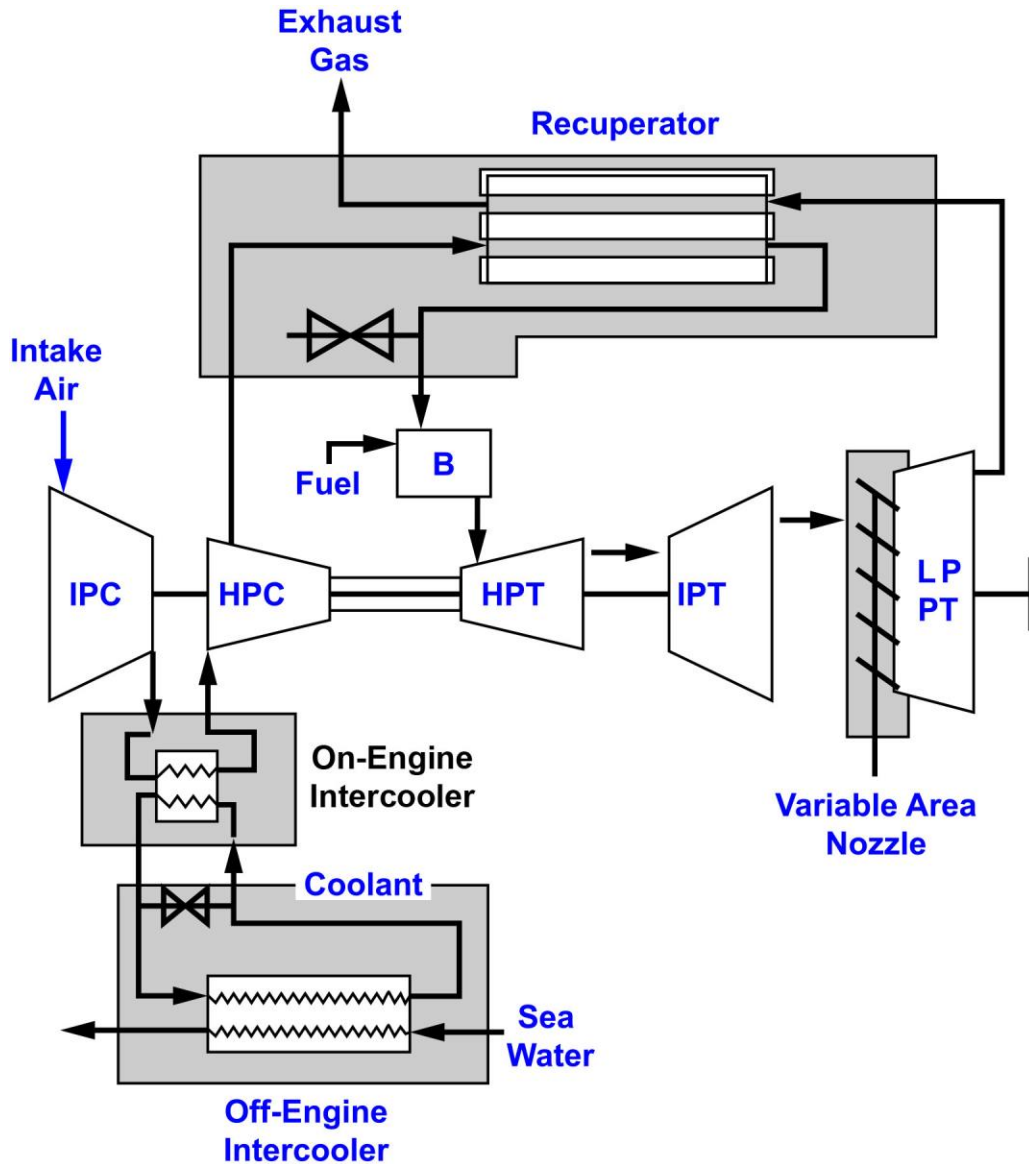 Exhaust
Gas
Recuperator
Intake
Air
Fuel
B
IPC
HPC
HPT
IPT
L P
PT
On-Engine
Intercooler
Variable Area
Nozzle
Coolant
Sea
Water
Off-Engine
Intercooler